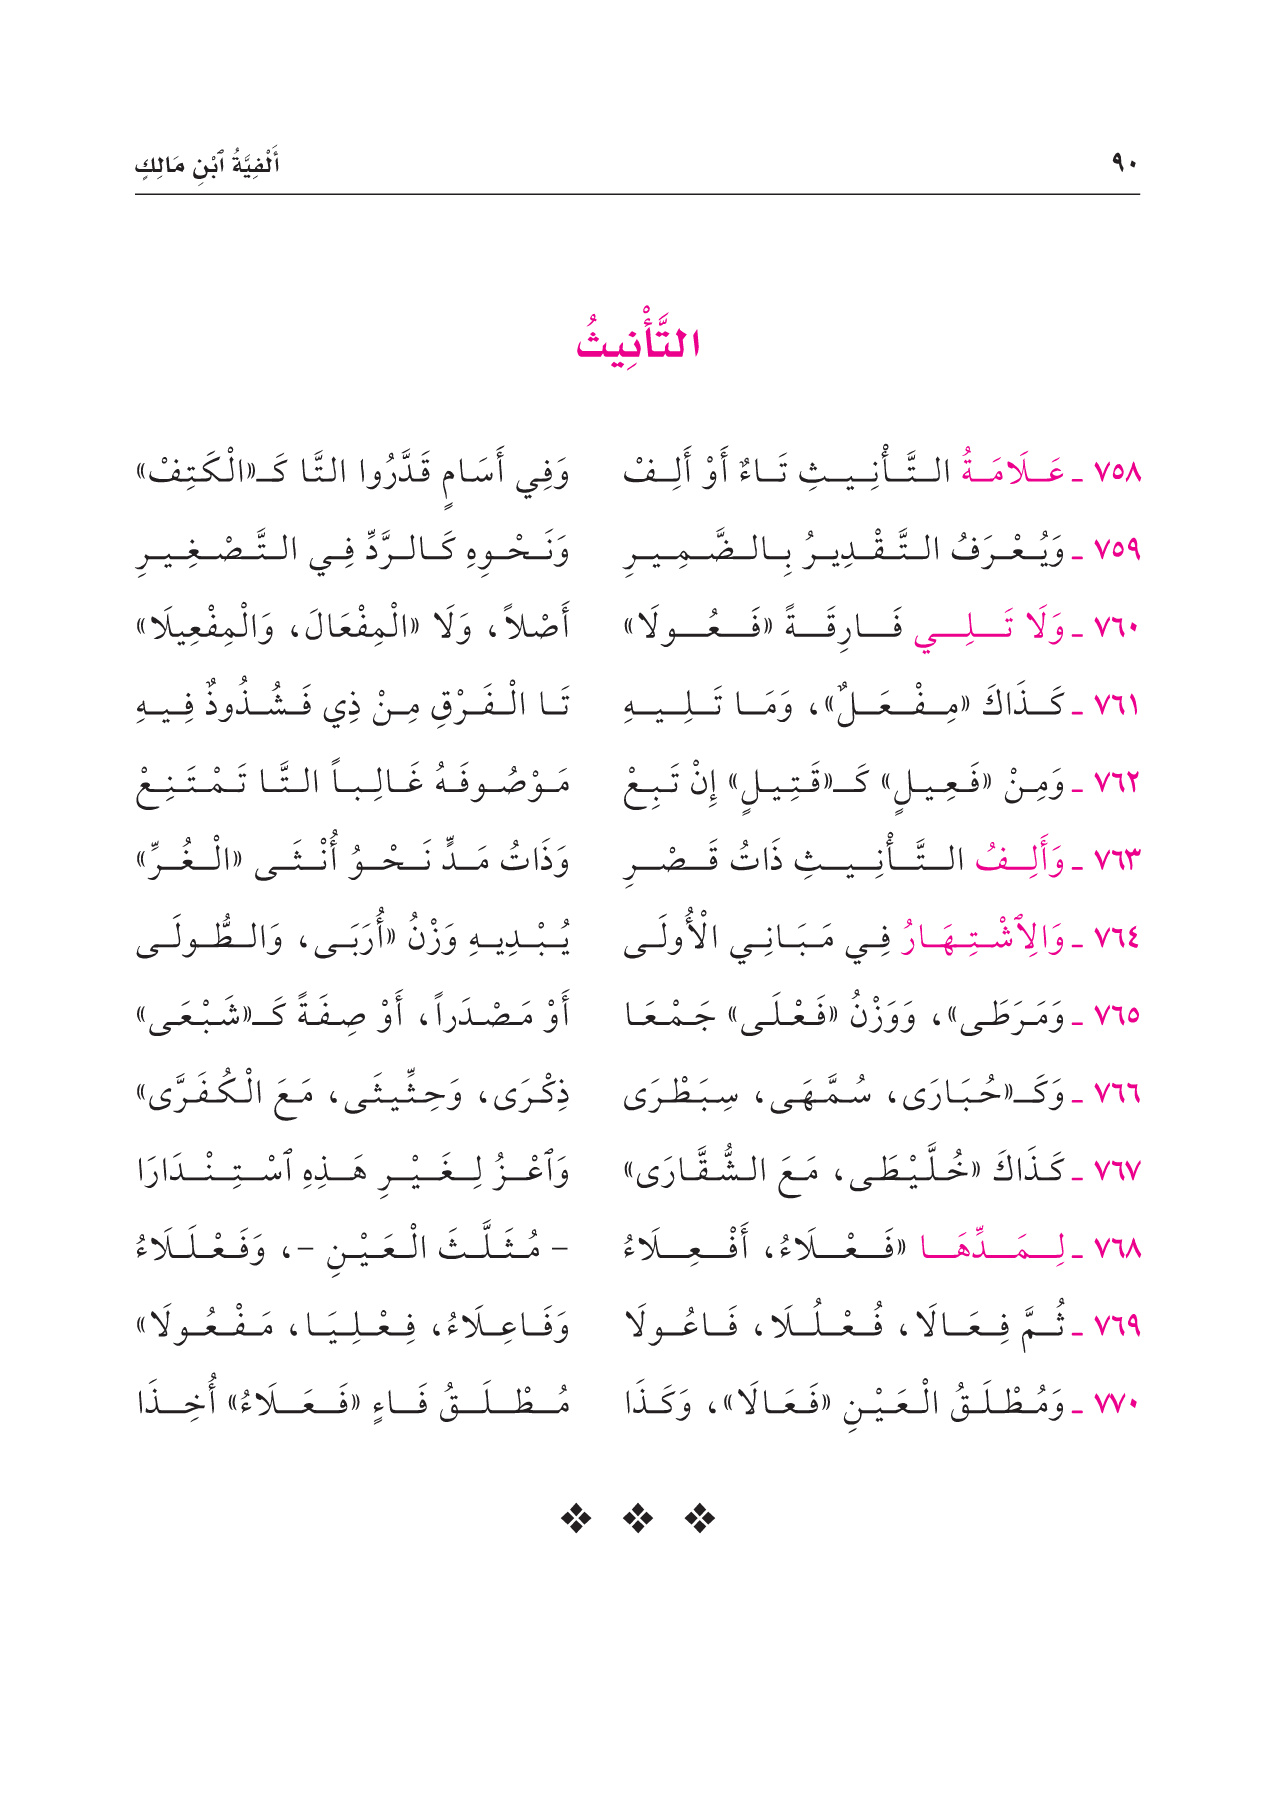 ٩٠ أَلْفِيَّةُ ٱبْنِ مَالِكٍ
التَّأْنِيثُ
٧٥٨ ـ عَلَامَةُ التَّأْنِيثِ تَاءٌ أَوْ أَلِفْ وَفِي أَسَامٍ قَدَّرُوا التَّا كَـ«الْكَتِفْ»
٧٥٩ ـ وَيُعْرَفُ التَّقْدِيرُ بِالضَّمِيرِ وَنَحْوِهِ كَالرَّدِّ فِي التَّصْغِيرِ
٧٦٠ ـ وَلَا تَلِي فَارِقَةً «فَعُولَا» أَصْلاً، وَلَا «الْمِفْعَالَ، وَالْمِفْعِيلَا»
٧٦١ ـ كَذَاكَ «مِفْعَلٌ»، وَمَا تَلِيهِ تَا الْفَرْقِ مِنْ ذِي فَشُذُوذٌ فِيهِ
٧٦٢ ـ وَمِنْ «فَعِيلٍ» كَـ«قَتِيلٍ» إِنْ تَبِعْ مَوْصُوفَهُ غَالِباً التَّا تَمْتَنِعْ
٧٦٣ ـ وَأَلِفُ التَّأْنِيثِ ذَاتُ قَصْرِ وَذَاتُ مَدٍّ نَحْوُ أُنْثَى «الْغُرِّ»
٧٦٤ ـ وَالِٱشْتِهَارُ فِي مَبَانِي الْأُولَى يُبْدِيهِ وَزْنُ «أُرَبَى، وَالطُّولَى
٧٦٥ ـ وَمَرَطَى»، وَوَزْنُ «فَعْلَى» جَمْعَا أَوْ مَصْدَراً، أَوْ صِفَةً كَـ«شَبْعَى»
٧٦٦ ـ وَكَـ«حُبَارَى، سُمَّهَى، سِبَطْرَى ذِكْرَى، وَحِثِّيثَى، مَعَ الْكُفَرَّى»
٧٦٧ ـ كَذَاكَ «خُلَّيْطَى، مَعَ الشُّقَّارَى» وَٱعْزُ لِغَيْرِ هَذِهِ ٱسْتِنْدَارَا
٧٦٨ ـ لِمَدِّهَا «فَعْلَاءُ، أَفْعِلَاءُ - مُثَلَّثَ الْعَيْنِ -، وَفَعْلَلَاءُ
٧٦٩ ـ ثُمَّ فِعَالَا، فُعْلُلَا، فَاعُولَا وَفَاعِلَاءُ، فِعْلِيَا، مَفْعُولَا»
٧٧٠ ـ وَمُطْلَقُ الْعَيْنِ «فَعَالَا»، وَكَذَا مُطْلَقُ فَاءٍ «فَعَلَاءُ» أُخِذَا